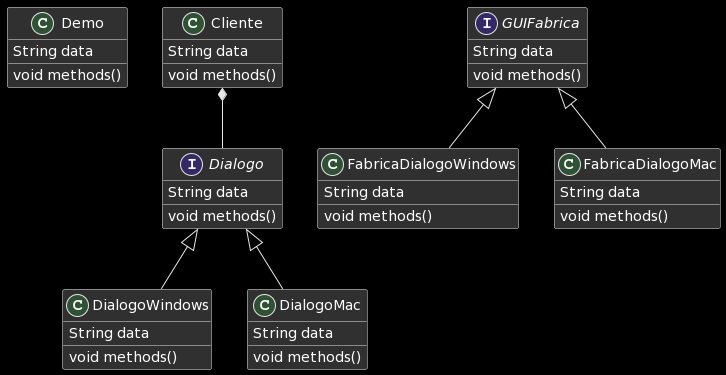 C Demo
String data
void methods()
C Cliente
String data
void methods()
I GUIFabrica
String data
void methods()
I Dialogo
String data
void methods()
C FabricaDialogoWindows
String data
void methods()
C FabricaDialogoMac
String data
void methods()
C DialogoWindows
String data
void methods()
C DialogoMac
String data
void methods()